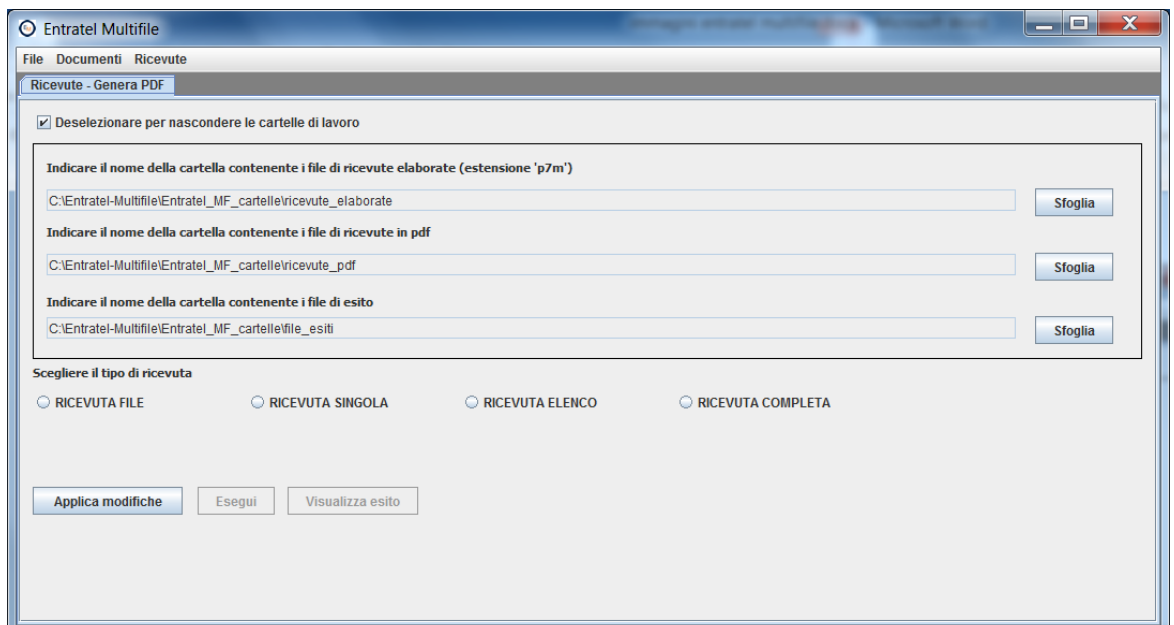 Entratel Multifile
File Documenti Ricevute
Ricevute - Genera PDF
Deselezionare per nascondere le cartelle di lavoro
Indicare il nome della cartella contenente i file di ricevute elaborate (estensione 'p7m')
C:\Entratel-Multifile\Entratel_MF_cartelle\ricevute_elaborate
Sfoglia
Indicare il nome della cartella contenente i file di ricevute in pdf
C:\Entratel-Multifile\Entratel_MF_cartelle\ricevute_pdf
Sfoglia
Indicare il nome della cartella contenente i file di esito
C:\Entratel-Multifile\Entratel_MF_cartelle\file_esiti
Sfoglia
Scegliere il tipo di ricevuta
RICEVUTA FILE RICEVUTA SINGOLA RICEVUTA ELENCO RICEVUTA COMPLETA
Applica modifiche Esegui Visualizza esito